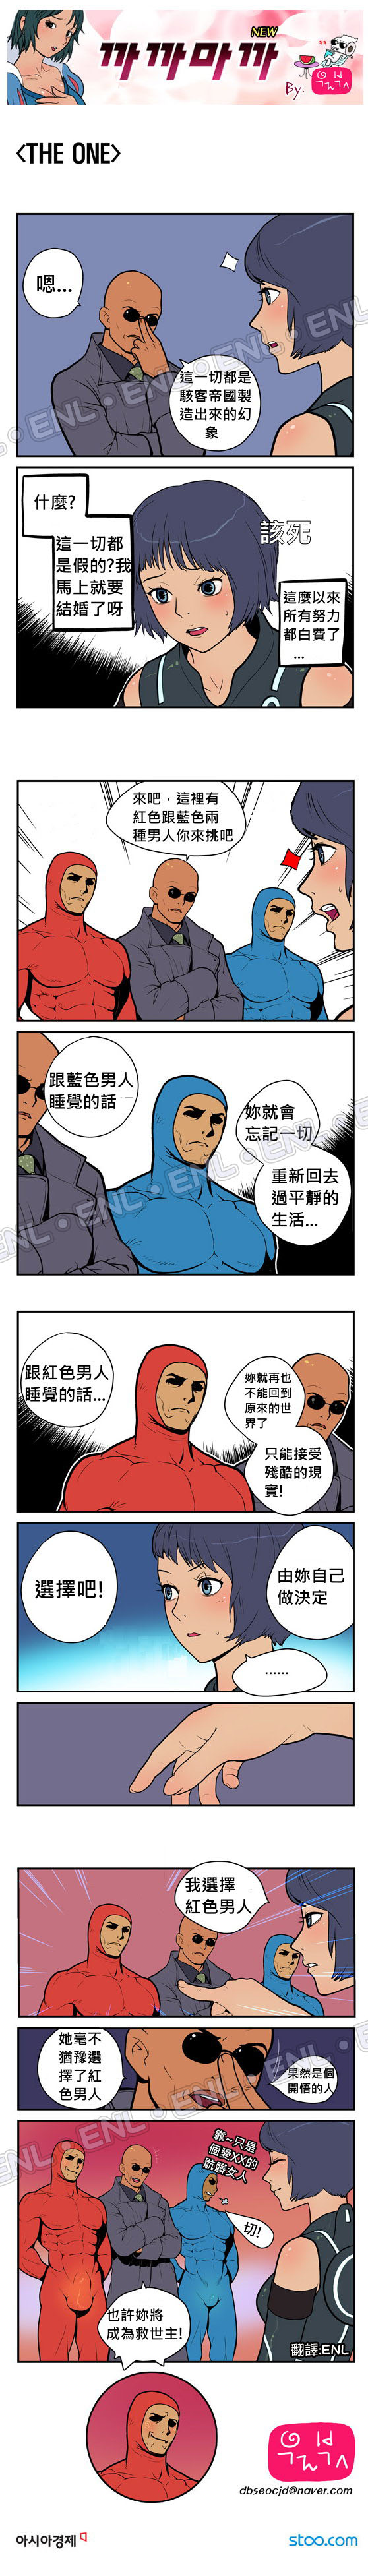 NEW
까까마까
By.
<THE ONE>
嗯...
這一切都是
駭客帝國製
造出來的幻
象
什麼?
這一切都
是假的?我
馬上就要
結婚了呀
該死
這麼以來
所有努力
都白費了
...
來吧，這裡有
紅色跟藍色兩
種男人你來挑吧
跟藍色男人
睡覺的話
妳就會
忘記一切
重新回去
過平靜的
生活...
跟紅色男人
睡覺的話...
妳就再也
不能回到
原來的世
界了
只能接受
殘酷的現
實!
選擇吧!
由妳自己
做決定
......
我選擇
紅色男人
她毫不
猶豫選
擇了紅
色男人
果然是個
開悟的人
靠~只是
個愛XX的
骯髒女人
切!
也許妳將
成為救世主!
翻譯:ENL
dbseocjd@naver.com
아시아경제
stoo.com
ENL